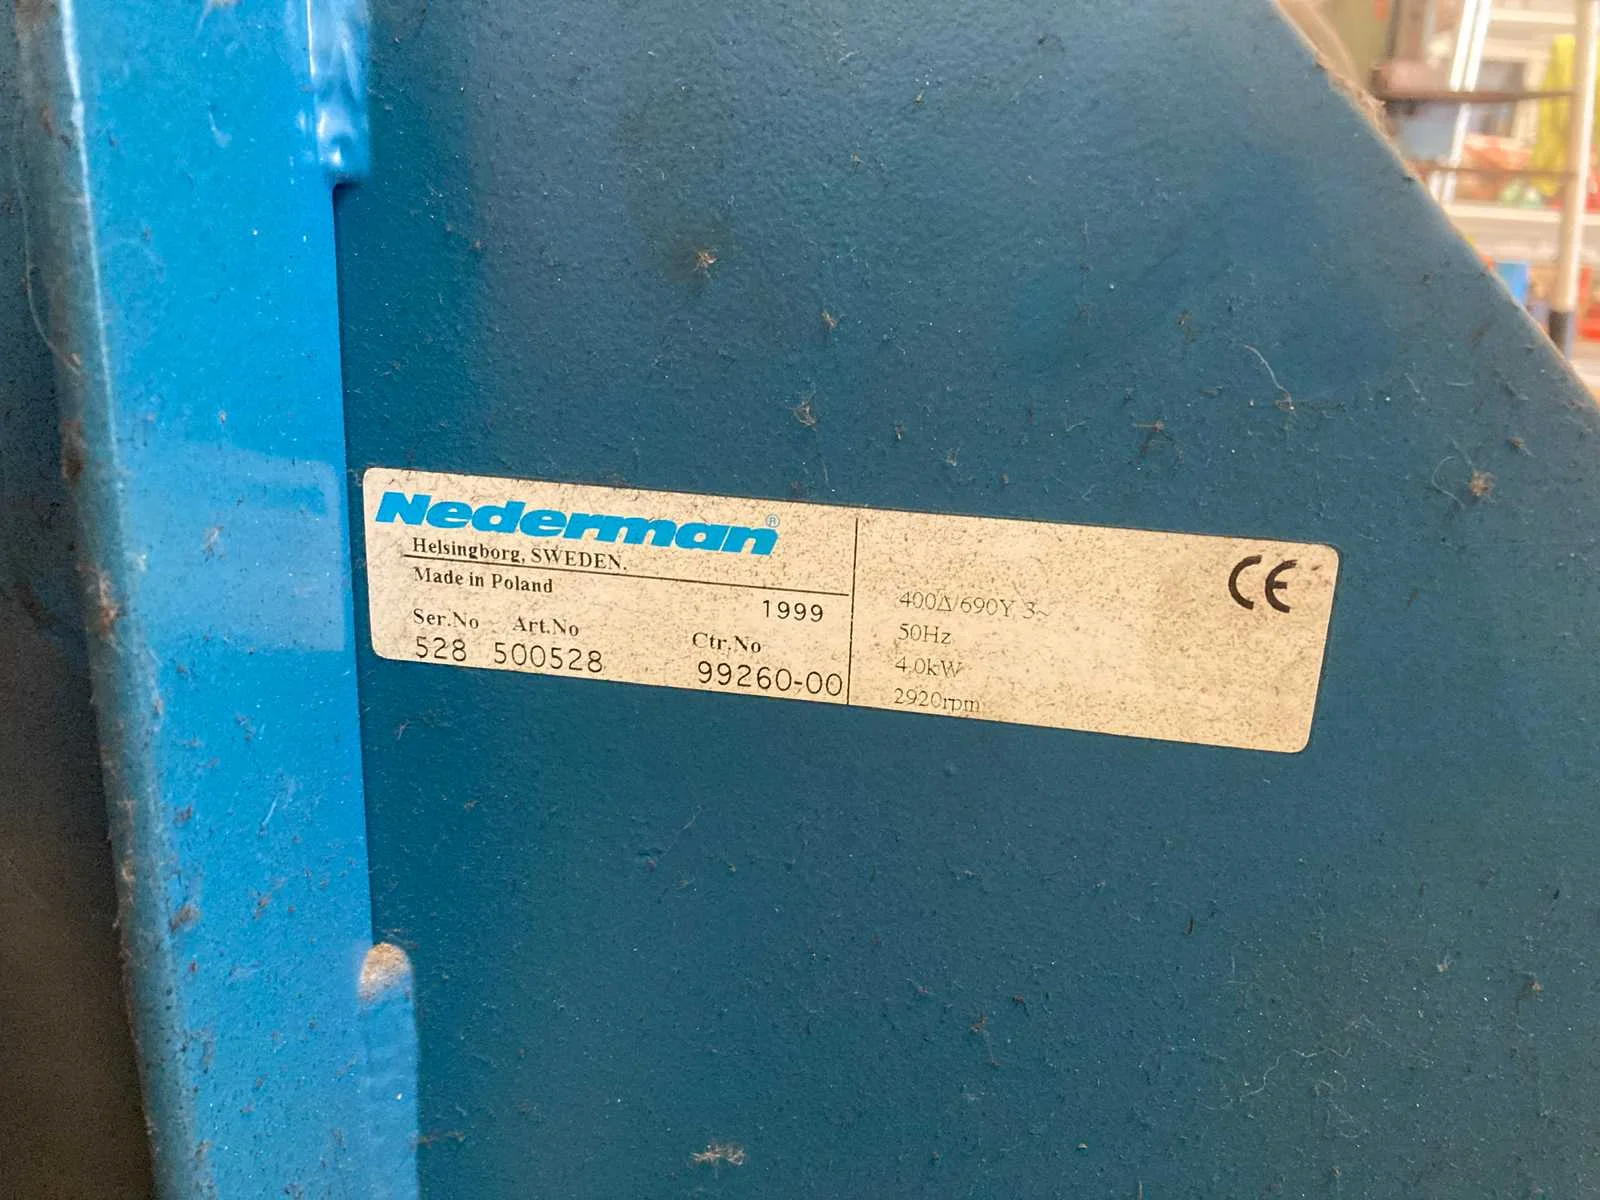 Nederman®
Helsingborg, SWEDEN.
Made in Poland
1999
Ser.No Art.No Ctr.No
528 500528 99260-00
CE
400Δ/690Y 3~
50Hz
4,0kW
2920rpm